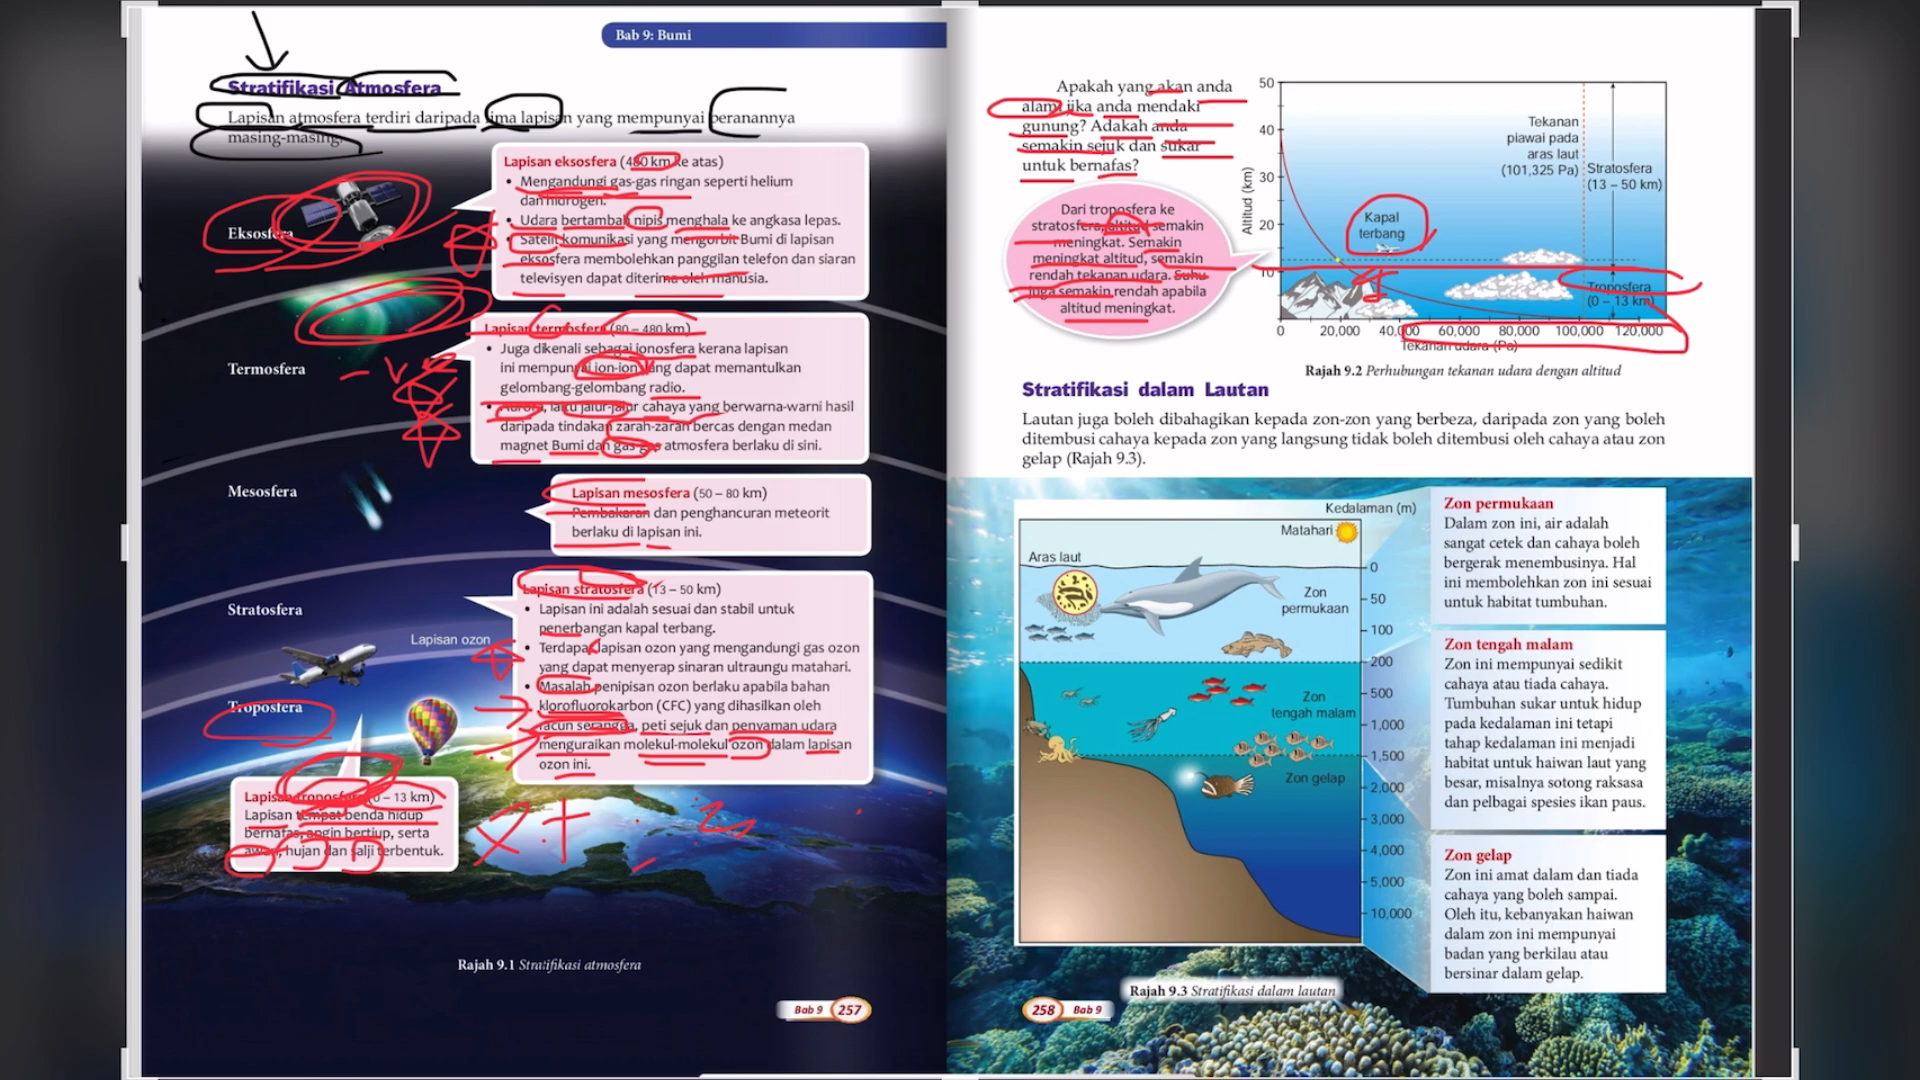 Bab 9: Bumi
Stratifikasi Atmosfera
Lapisan atmosfera terdiri daripada lima lapisan yang mempunyai peranannya
masing-masing.
Lapisan eksosfera (480 km ke atas)
• Mengandungi gas-gas ringan seperti helium
dan hidrogen.
• Udara bertambah nipis menghala ke angkasa lepas.
• Satelit komunikasi yang mengorbit Bumi di lapisan
eksosfera membolehkan panggilan telefon dan siaran
televisyen dapat diterima oleh manusia.
Eksosfera
Lapisan termosfera (80 – 480 km)
• Juga dikenali sebagai ionosfera kerana lapisan
ini mempunyai ion-ion yang dapat memantulkan
gelombang-gelombang radio.
• Aurora, iaitu jalur-jalur cahaya yang berwarna-warni hasil
daripada tindakan zarah-zarah bercas dengan medan
magnet Bumi dan gas-gas atmosfera berlaku di sini.
Termosfera
Mesosfera
Lapisan mesosfera (50 – 80 km)
Pembakaran dan penghancuran meteorit
berlaku di lapisan ini.
Stratosfera
Lapisan ozon
Lapisan stratosfera (13 – 50 km)
• Lapisan ini adalah sesuai dan stabil untuk
penerbangan kapal terbang.
• Terdapat lapisan ozon yang mengandungi gas ozon
yang dapat menyerap sinaran ultraungu matahari.
• Masalah penipisan ozon berlaku apabila bahan
klorofluorokarbon (CFC) yang dihasilkan oleh
racun serangga, peti sejuk dan penyaman udara
menguraikan molekul-molekul ozon dalam lapisan
ozon ini.
Troposfera
Lapisan troposfera (0 – 13 km)
Lapisan tempat benda hidup
bernafas, angin bertiup, serta
awan, hujan dan salji terbentuk.
Rajah 9.1 Stratifikasi atmosfera
Bab 9 257
Apakah yang akan anda
alami jika anda mendaki
gunung? Adakah anda
semakin sejuk dan sukar
untuk bernafas?
Dari troposfera ke
stratosfera, altitud semakin
meningkat. Semakin
meningkat altitud, semakin
rendah tekanan udara. Suhu
juga semakin rendah apabila
altitud meningkat.
Altitud (km)
50
40
30
20
10
0 20,000 40,000 60,000 80,000 100,000 120,000
Tekanan udara (Pa)
Tekanan
piawai pada
aras laut
(101,325 Pa)
Stratosfera
(13 – 50 km)
Kapal
terbang
Troposfera
(0 – 13 km)
Rajah 9.2 Perhubungan tekanan udara dengan altitud
Stratifikasi dalam Lautan
Lautan juga boleh dibahagikan kepada zon-zon yang berbeza, daripada zon yang boleh
ditembusi cahaya kepada zon yang langsung tidak boleh ditembusi oleh cahaya atau zon
gelap (Rajah 9.3).
Kedalaman (m)
Matahari
Aras laut
0
50
100
200
500
1,000
1,500
2,000
3,000
4,000
5,000
10,000
Zon
permukaan
Zon
tengah malam
Zon gelap
Zon permukaan
Dalam zon ini, air adalah
sangat cetek dan cahaya boleh
bergerak menembusinya. Hal
ini membolehkan zon ini sesuai
untuk habitat tumbuhan.
Zon tengah malam
Zon ini mempunyai sedikit
cahaya atau tiada cahaya.
Tumbuhan sukar untuk hidup
pada kedalaman ini tetapi
tahap kedalaman ini menjadi
habitat untuk haiwan laut yang
besar, misalnya sotong raksasa
dan pelbagai spesies ikan paus.
Zon gelap
Zon ini amat dalam dan tiada
cahaya yang boleh sampai.
Oleh itu, kebanyakan haiwan
dalam zon ini mempunyai
badan yang berkilau atau
bersinar dalam gelap.
Rajah 9.3 Stratifikasi dalam lautan
258 Bab 9